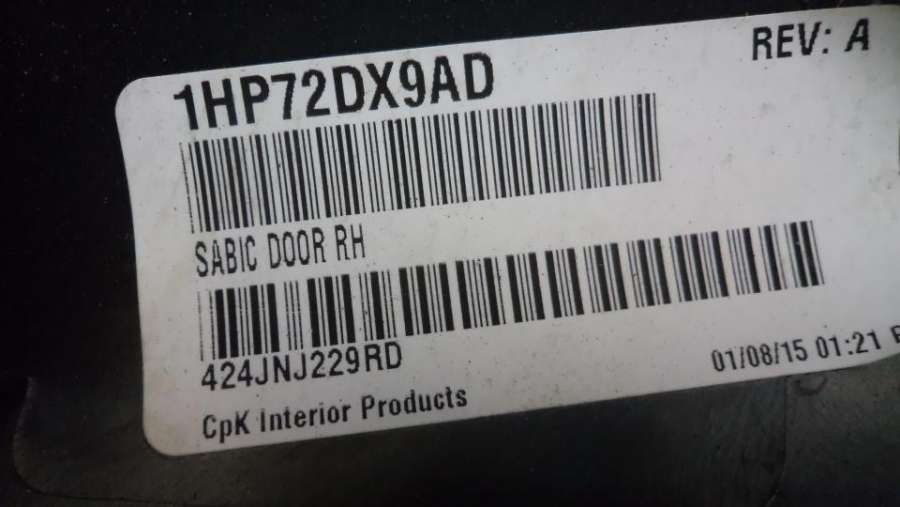 1HP72DX9AD
REV: A
SABIC DOOR RH
424JNJ229RD
01/08/15 01:21
CpK Interior Products